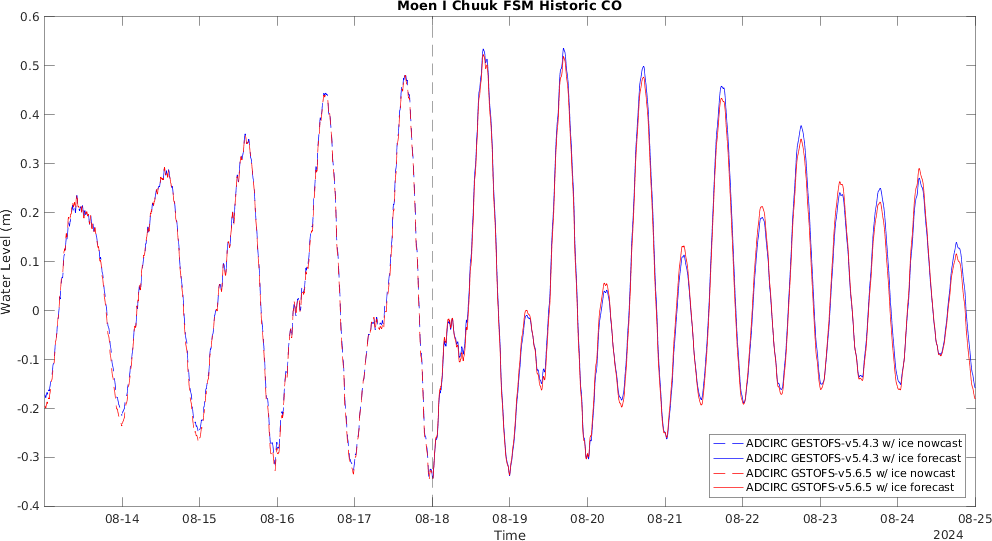 Moen I Chuuk FSM Historic CO
0.6
0.5
0.4
0.3
0.2
0.1
0
-0.1
-0.2
-0.3
-0.4
Water Level (m)
ADCIRC GESTOFS-v5.4.3 w/ ice nowcast
ADCIRC GESTOFS-v5.4.3 w/ ice forecast
ADCIRC GSTOFS-v5.6.5 w/ ice nowcast
ADCIRC GSTOFS-v5.6.5 w/ ice forecast
08-14 08-15 08-16 08-17 08-18 08-19 08-20 08-21 08-22 08-23 08-24 08-25
Time
2024